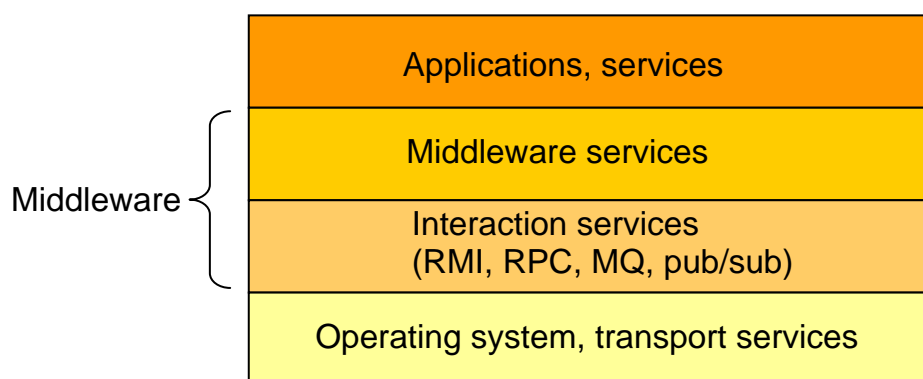 Applications, services
Middleware services
Middleware
Interaction services
(RMI, RPC, MQ, pub/sub)
Operating system, transport services